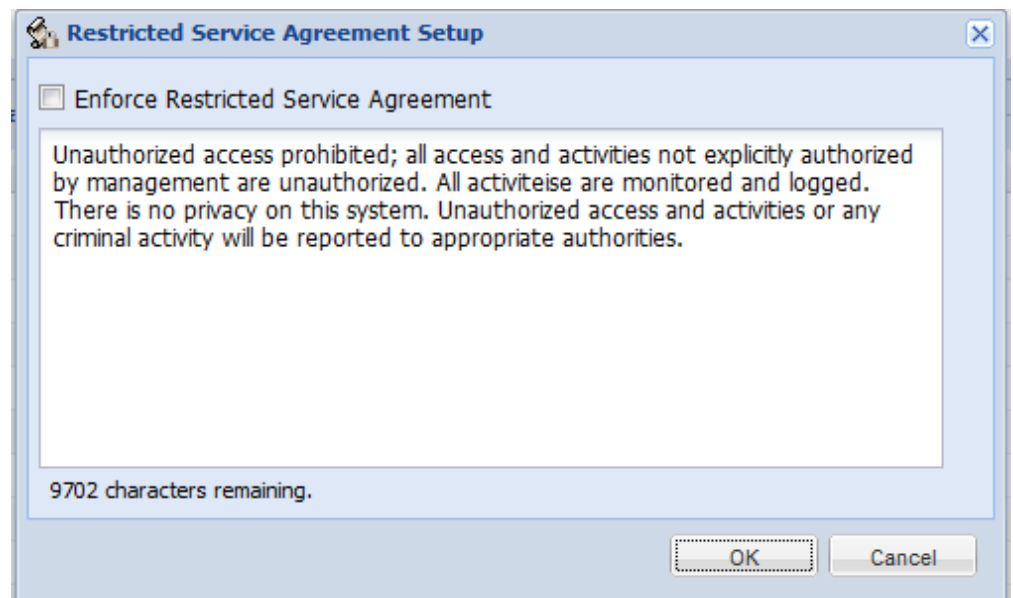 Restricted Service Agreement Setup
Enforce Restricted Service Agreement
Unauthorized access prohibited; all access and activities not explicitly authorized
by management are unauthorized. All activiteise are monitored and logged.
There is no privacy on this system. Unauthorized access and activities or any
criminal activity will be reported to appropriate authorities.
9702 characters remaining.
OK Cancel